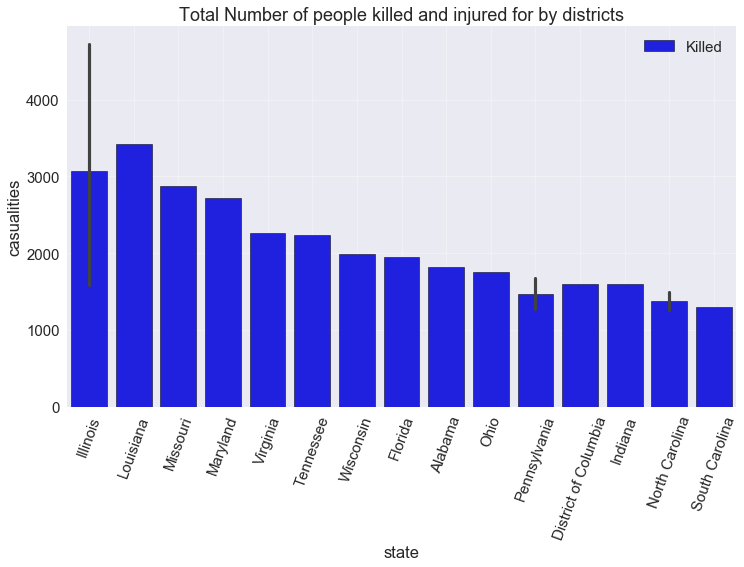 Total Number of people killed and injured for by districts
Killed
casualities
4000
3000
2000
1000
0
Illinois
Louisiana
Missouri
Maryland
Virginia
Tennessee
Wisconsin
Florida
Alabama
Ohio
Pennsylvania
District of Columbia
Indiana
North Carolina
South Carolina
state